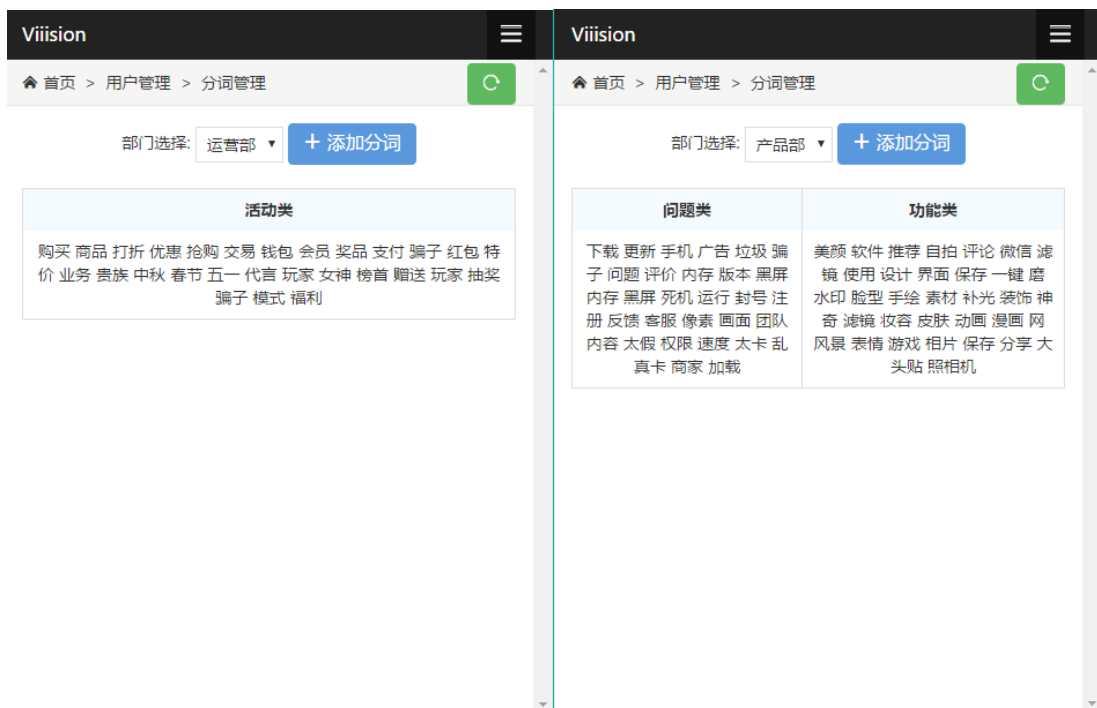 Viiision
首页 > 用户管理 > 分词管理
部门选择: 运营部 + 添加分词
活动类
购买 商品 打折 优惠 抢购 交易 钱包 会员 奖品 支付 骗子 红包 特
价 业务 贵族 中秋 春节 五一 代言 玩家 女神 榜首 赠送 玩家 抽奖
骗子 模式 福利
Viiision
首页 > 用户管理 > 分词管理
部门选择: 产品部 + 添加分词
问题类
下载 更新 手机 广告 垃圾 骗
子 问题 评价 内存 版本 黑屏
内存 黑屏 死机 运行 封号 注
册 反馈 客服 像素 画面 团队
内容 太假 权限 速度 太卡 乱
真卡 商家 加载
功能类
美颜 软件 推荐 自拍 评论 微信 滤
镜 使用 设计 界面 保存 一键 磨
水印 脸型 手绘 素材 补光 装饰 神
奇 滤镜 妆容 皮肤 动画 漫画 网
风景 表情 游戏 相片 保存 分享 大
头贴 照相机